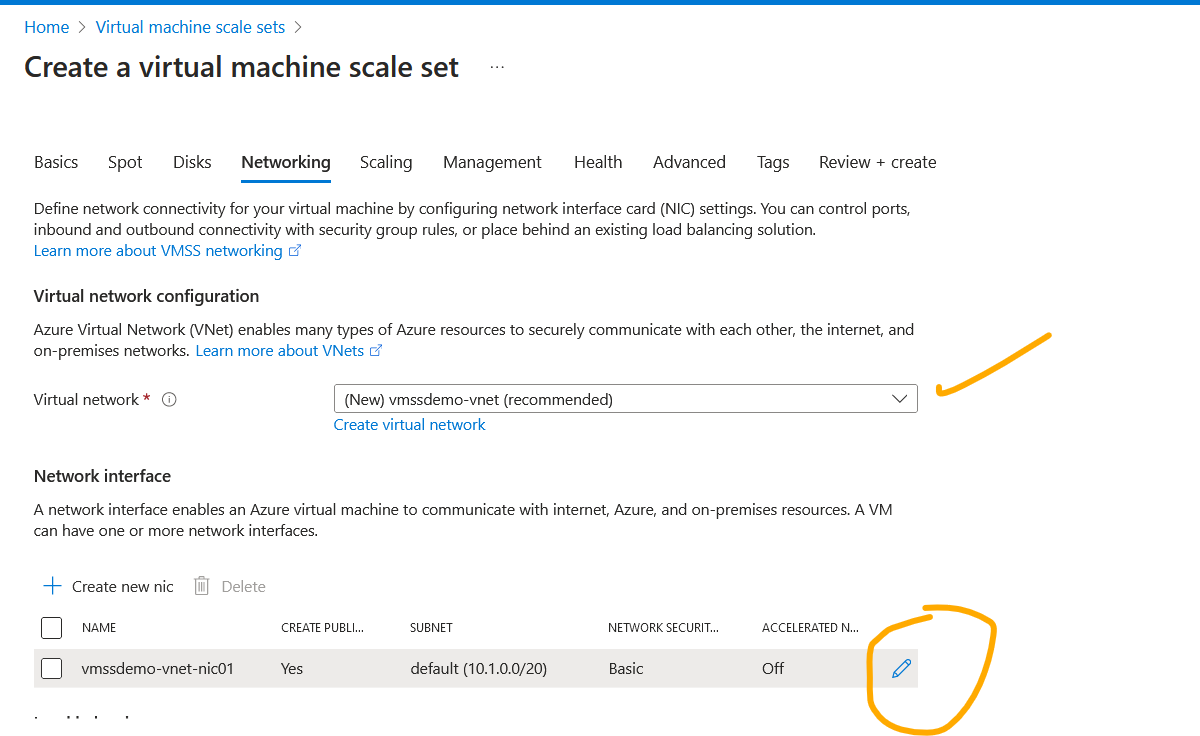 Home > Virtual machine scale sets >
Create a virtual machine scale set ...
Basics Spot Disks Networking Scaling Management Health Advanced Tags Review + create
Define network connectivity for your virtual machine by configuring network interface card (NIC) settings. You can control ports,
inbound and outbound connectivity with security group rules, or place behind an existing load balancing solution.
Learn more about VMSS networking
Virtual network configuration
Azure Virtual Network (VNet) enables many types of Azure resources to securely communicate with each other, the internet, and
on-premises networks. Learn more about VNets
Virtual network *
(New) vmssdemo-vnet (recommended)
Create virtual network
Network interface
A network interface enables an Azure virtual machine to communicate with internet, Azure, and on-premises resources. A VM
can have one or more network interfaces.
Create new nic Delete
NAME CREATE PUBLI... SUBNET NETWORK SECURIT... ACCELERATED N...
vmssdemo-vnet-nic01 Yes default (10.1.0.0/20) Basic Off